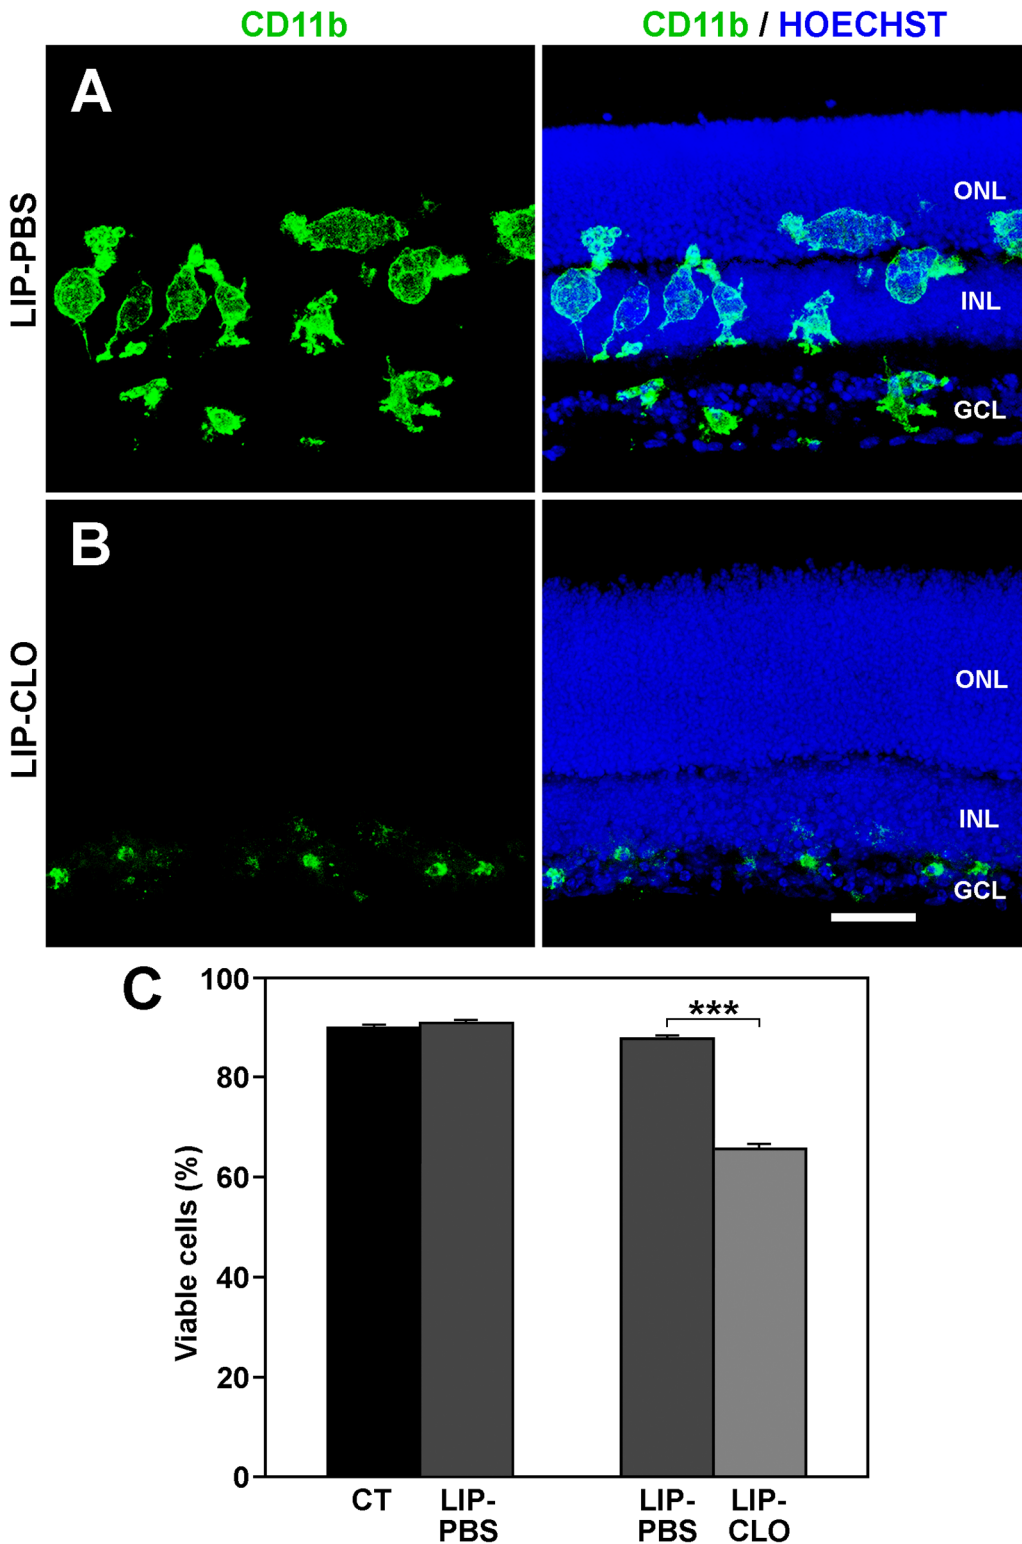 CD11b
CD11b / HOECHST
LIP-PBS
A
ONL
INL
GCL
LIP-CLO
B
ONL
INL
GCL
C
***
Viable cells (%)
100
80
60
40
20
0
CT
LIP-
PBS
LIP-
PBS
LIP-
CLO